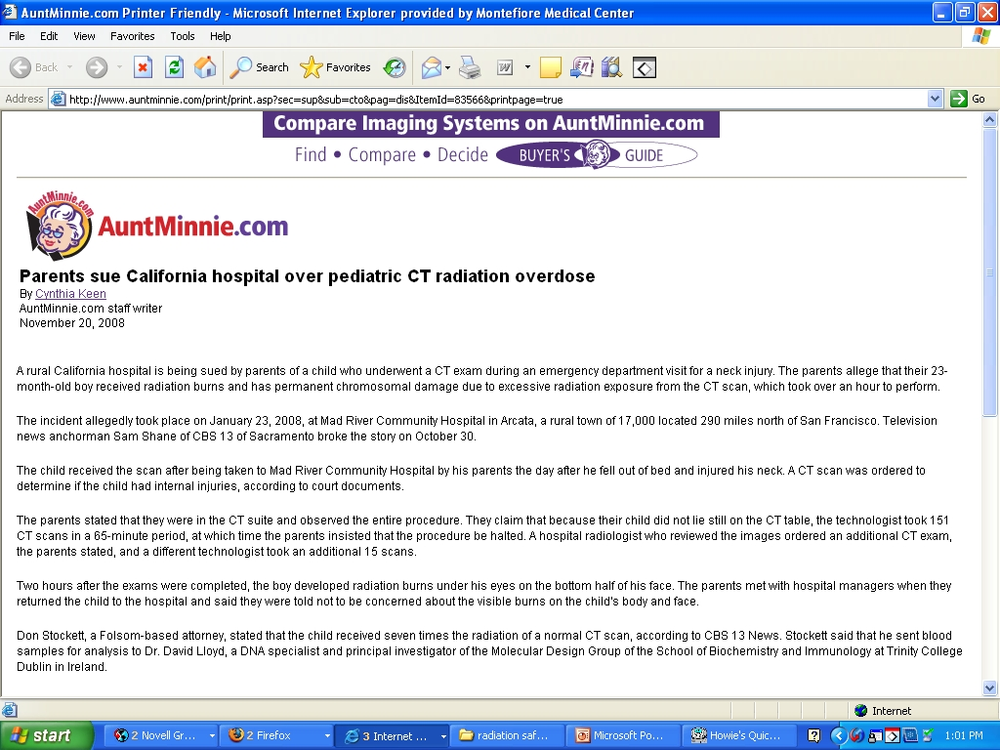 AuntMinnie.com Printer Friendly - Microsoft Internet Explorer provided by Montefiore Medical Center
File Edit View Favorites Tools Help
Back Search Favorites
Address http://www.auntminnie.com/print/print.asp?sec=sup&sub=cto&pag=dis&ItemId=83566&printpage=true Go
Compare Imaging Systems on AuntMinnie.com
Find • Compare • Decide BUYER'S GUIDE
AuntMinnie.com
AuntMinnie.com
Parents sue California hospital over pediatric CT radiation overdose
By Cynthia Keen
AuntMinnie.com staff writer
November 20, 2008
A rural California hospital is being sued by parents of a child who underwent a CT exam during an emergency department visit for a neck injury. The parents allege that their 23-
month-old boy received radiation burns and has permanent chromosomal damage due to excessive radiation exposure from the CT scan, which took over an hour to perform.
The incident allegedly took place on January 23, 2008, at Mad River Community Hospital in Arcata, a rural town of 17,000 located 290 miles north of San Francisco. Television
news anchorman Sam Shane of CBS 13 of Sacramento broke the story on October 30.
The child received the scan after being taken to Mad River Community Hospital by his parents the day after he fell out of bed and injured his neck. A CT scan was ordered to
determine if the child had internal injuries, according to court documents.
The parents stated that they were in the CT suite and observed the entire procedure. They claim that because their child did not lie still on the CT table, the technologist took 151
CT scans in a 65-minute period, at which time the parents insisted that the procedure be halted. A hospital radiologist who reviewed the images ordered an additional CT exam,
the parents stated, and a different technologist took an additional 15 scans.
Two hours after the exams were completed, the boy developed radiation burns under his eyes on the bottom half of his face. The parents met with hospital managers when they
returned the child to the hospital and said they were told not to be concerned about the visible burns on the child's body and face.
Don Stockett, a Folsom-based attorney, stated that the child received seven times the radiation of a normal CT scan, according to CBS 13 News. Stockett said that he sent blood
samples for analysis to Dr. David Lloyd, a DNA specialist and principal investigator of the Molecular Design Group of the School of Biochemistry and Immunology at Trinity College
Dublin in Ireland.
Internet
start 2 Novell Gr... 2 Firefox 3 Internet ... radiation saf... Microsoft Po... Howie's Quic... 1:01 PM